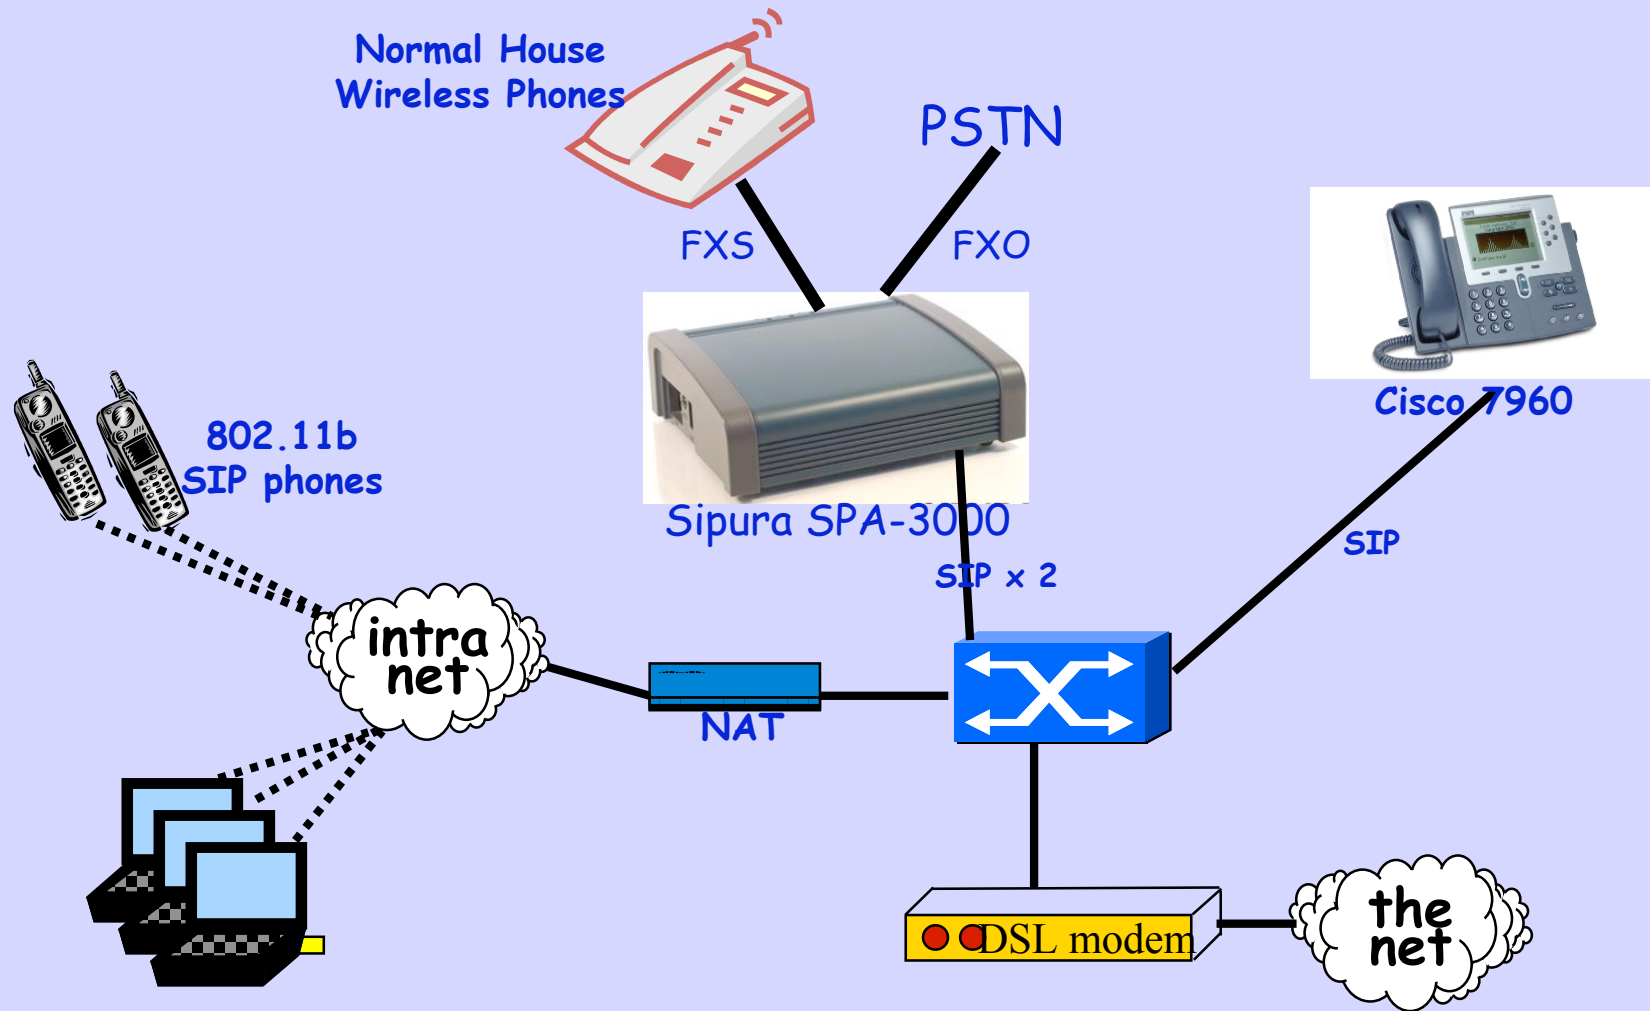 Normal House
Wireless Phones
PSTN
FXS
FXO
Cisco 7960
802.11b
SIP phones
Sipura SPA-3000
SIP
SIP x 2
intra
net
NAT
the
net
DSL modem